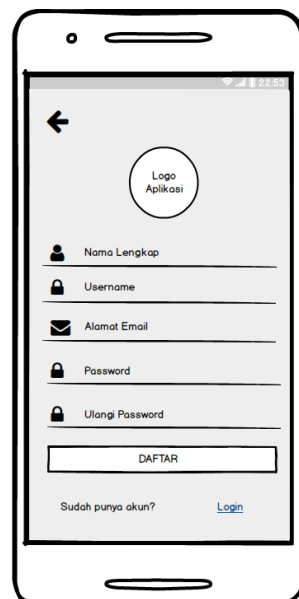 22:53
Logo
Aplikasi
Nama Lengkap
Username
Alamat Email
Password
Ulangi Password
DAFTAR
Sudah punya akun? Login